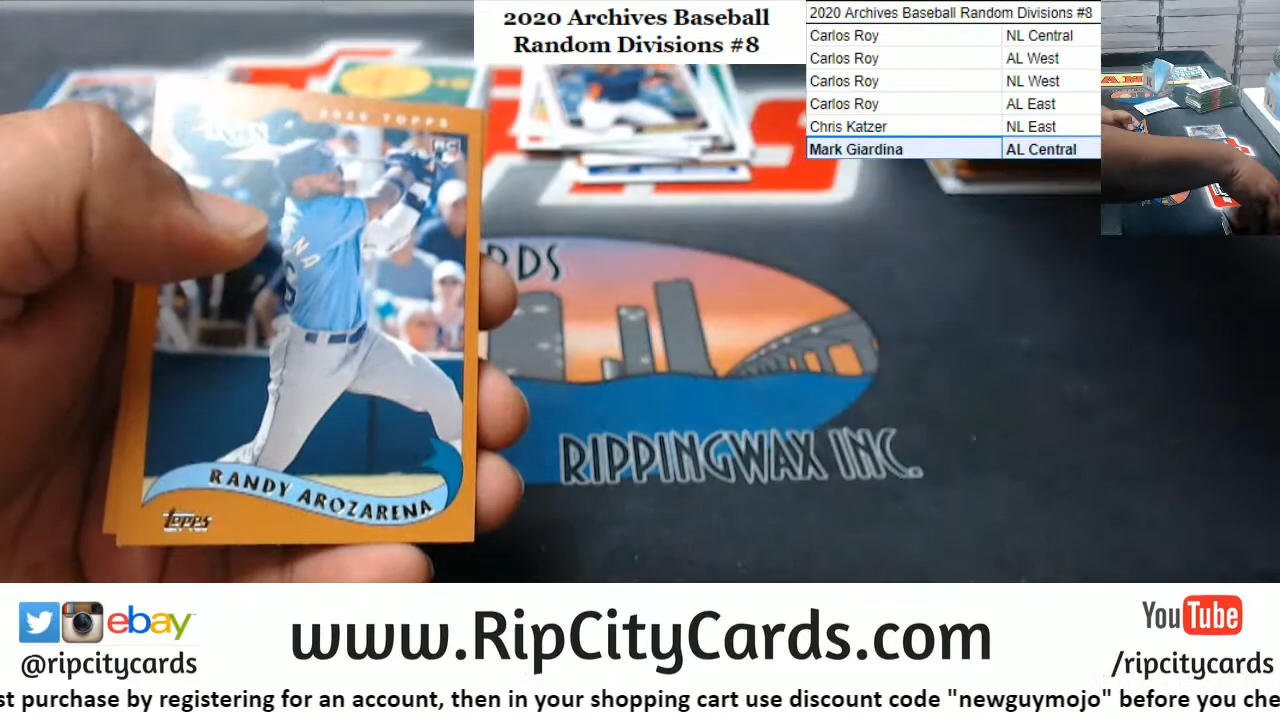 2020 Archives Baseball
Random Divisions #8
2020 Archives Baseball Random Divisions #8
Carlos Roy NL Central
Carlos Roy AL West
Carlos Roy NL West
Carlos Roy AL East
Chris Katzer NL East
Mark Giardina AL Central
2020 TOPPS
RC
RANDY AROZARENA
Topps
RIPPINGWAX INC.
ebay
@ripcitycards
www.RipCityCards.com
YouTube
/ripcitycards
st purchase by registering for an account, then in your shopping cart use discount code "newguymojo" before you che